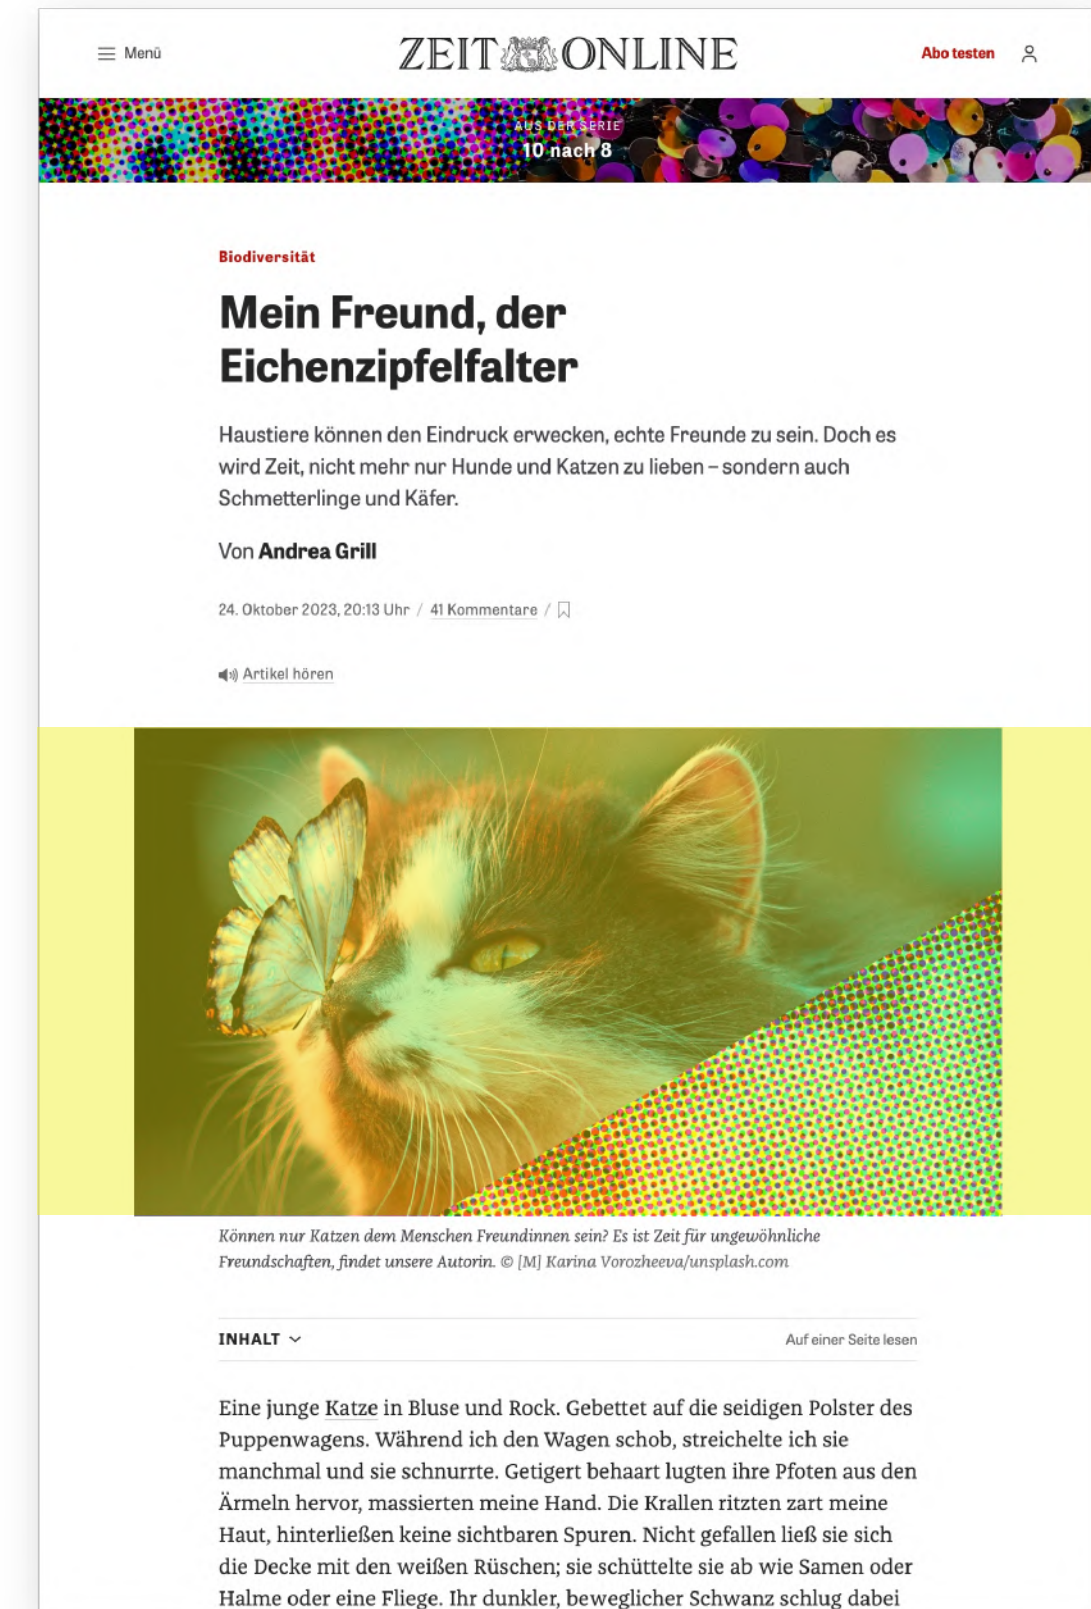 Menü
ZEIT ONLINE
Abo testen
AUS DER SERIE
10 nach 8
Biodiversität
Mein Freund, der
Eichenzipfelfalter
Haustiere können den Eindruck erwecken, echte Freunde zu sein. Doch es
wird Zeit, nicht mehr nur Hunde und Katzen zu lieben – sondern auch
Schmetterlinge und Käfer.
Von Andrea Grill
24. Oktober 2023, 20:13 Uhr / 41 Kommentare /
Artikel hören
Können nur Katzen dem Menschen Freundinnen sein? Es ist Zeit für ungewöhnliche
Freundschaften, findet unsere Autorin. © [M] Karina Vorozheeva/unsplash.com
INHALT
Auf einer Seite lesen
Eine junge Katze in Bluse und Rock. Gebettet auf die seidigen Polster des
Puppenwagens. Während ich den Wagen schob, streichelte ich sie
manchmal und sie schnurrte. Getigert behaart lugten ihre Pfoten aus den
Ärmeln hervor, massierten meine Hand. Die Krallen ritzten zart meine
Haut, hinterließen keine sichtbaren Spuren. Nicht gefallen ließ sie sich
die Decke mit den weißen Rüschen; sie schüttelte sie ab wie Samen oder
Halme oder eine Fliege. Ihr dunkler, beweglicher Schwanz schlug dabei